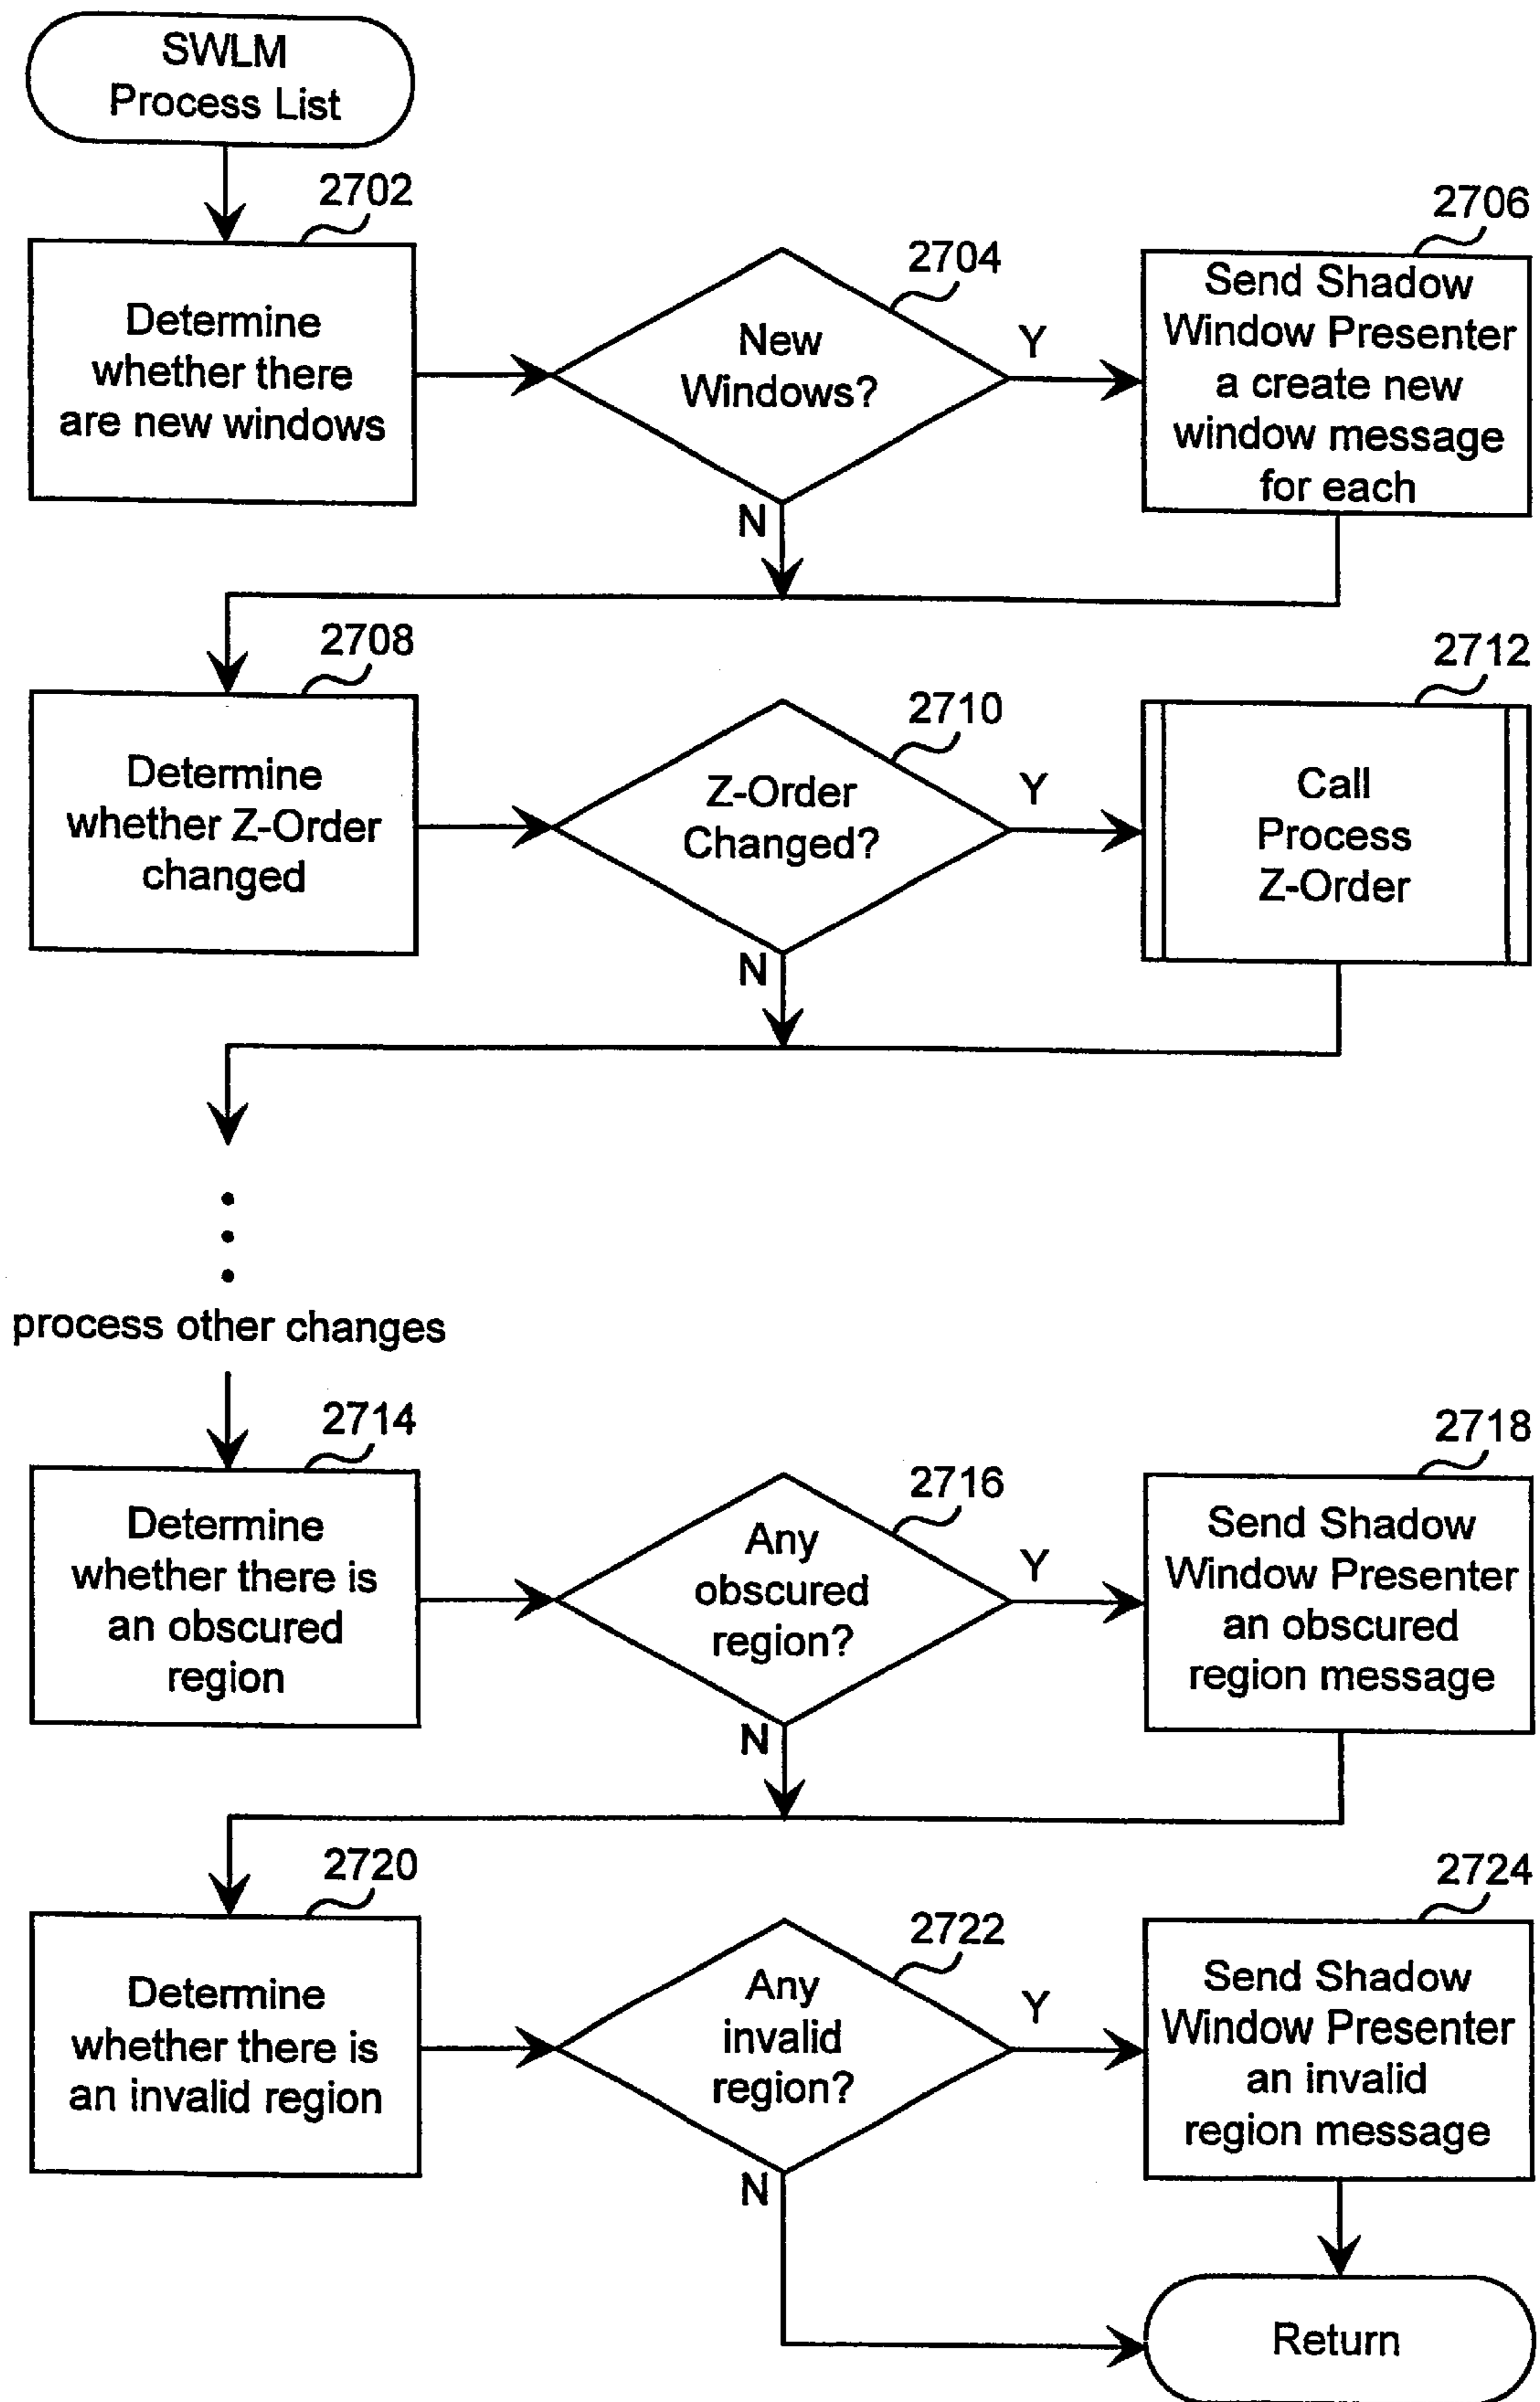 SWLM
Process List
2702
Determine
whether there
are new windows
2704
New
Windows?
Y
N
2706
Send Shadow
Window Presenter
a create new
window message
for each
2708
Determine
whether Z-Order
changed
2710
Z-Order
Changed?
Y
N
2712
Call
Process
Z-Order
process other changes
2714
Determine
whether there is
an obscured
region
2716
Any
obscured
region?
Y
N
2718
Send Shadow
Window Presenter
an obscured
region message
2720
Determine
whether there is
an invalid region
2722
Any
invalid
region?
Y
N
2724
Send Shadow
Window Presenter
an invalid
region message
Return